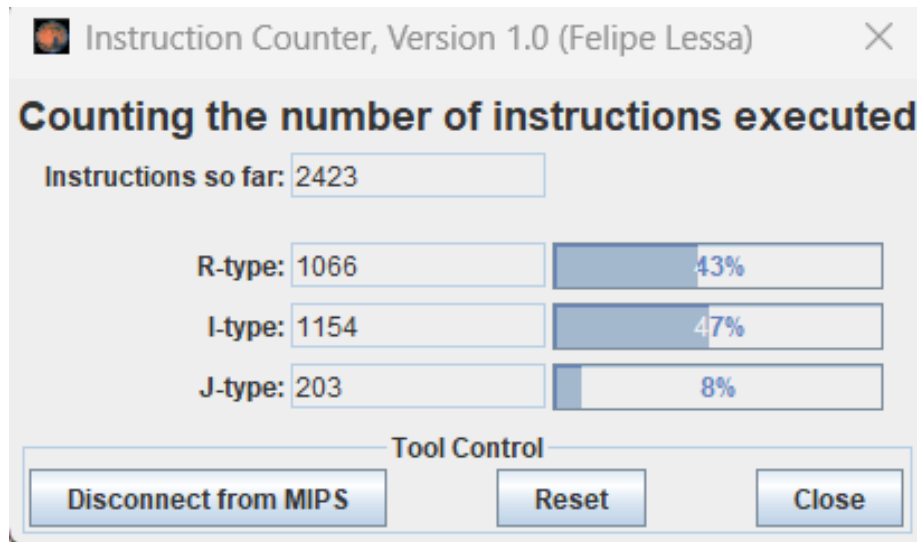 Instruction Counter, Version 1.0 (Felipe Lessa)
Counting the number of instructions executed
Instructions so far: 2423
R-type: 1066 43%
I-type: 1154 47%
J-type: 203 8%
Tool Control
Disconnect from MIPS Reset Close